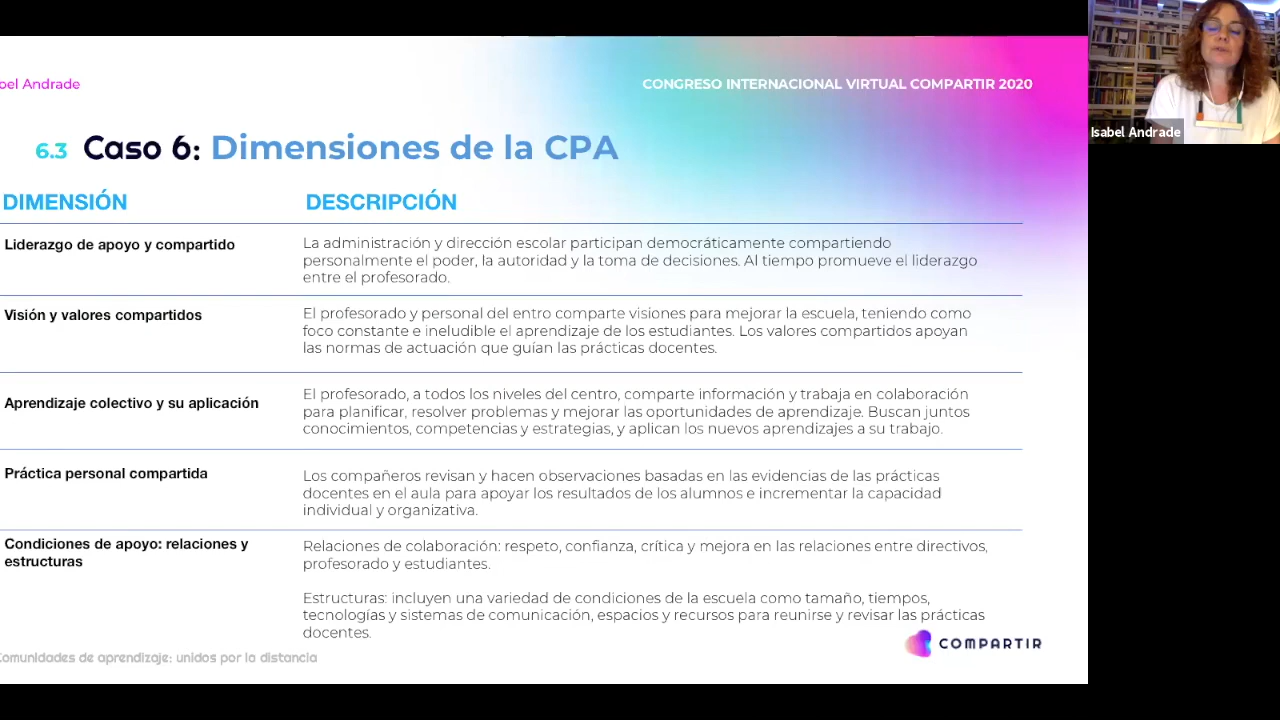 bel Andrade
CONGRESO INTERNACIONAL VIRTUAL COMPARTIR 2020
Isabel Andrade
6.3 Caso 6: Dimensiones de la CPA
DIMENSIÓN DESCRIPCIÓN
Liderazgo de apoyo y compartido
La administración y dirección escolar participan democráticamente compartiendo
personalmente el poder, la autoridad y la toma de decisiones. Al tiempo promueve el liderazgo
entre el profesorado.
Visión y valores compartidos
El profesorado y personal del entro comparte visiones para mejorar la escuela, teniendo como
foco constante e ineludible el aprendizaje de los estudiantes. Los valores compartidos apoyan
las normas de actuación que guían las prácticas docentes.
Aprendizaje colectivo y su aplicación
El profesorado, a todos los niveles del centro, comparte información y trabaja en colaboración
para planificar, resolver problemas y mejorar las oportunidades de aprendizaje. Buscan juntos
conocimientos, competencias y estrategias, y aplican los nuevos aprendizajes a su trabajo.
Práctica personal compartida
Los compañeros revisan y hacen observaciones basadas en las evidencias de las prácticas
docentes en el aula para apoyar los resultados de los alumnos e incrementar la capacidad
individual y organizativa.
Condiciones de apoyo: relaciones y
estructuras
Relaciones de colaboración: respeto, confianza, crítica y mejora en las relaciones entre directivos,
profesorado y estudiantes.
Estructuras: incluyen una variedad de condiciones de la escuela como tamaño, tiempos,
tecnologías y sistemas de comunicación, espacios y recursos para reunirse y revisar las prácticas
docentes.
COMPARTIR
Comunidades de aprendizaje: unidos por la distancia